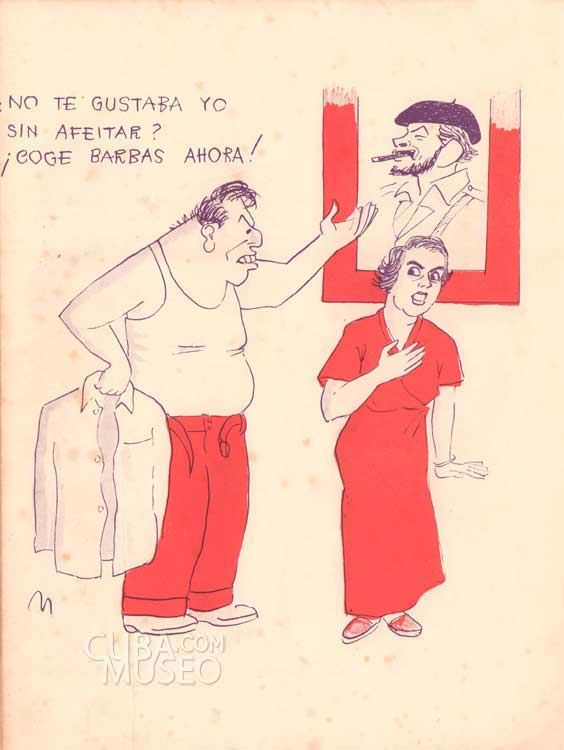 ¿NO TE GUSTABA YO
SIN AFEITAR?
¡COGE BARBAS AHORA!
CUBA.COM
MUSEO